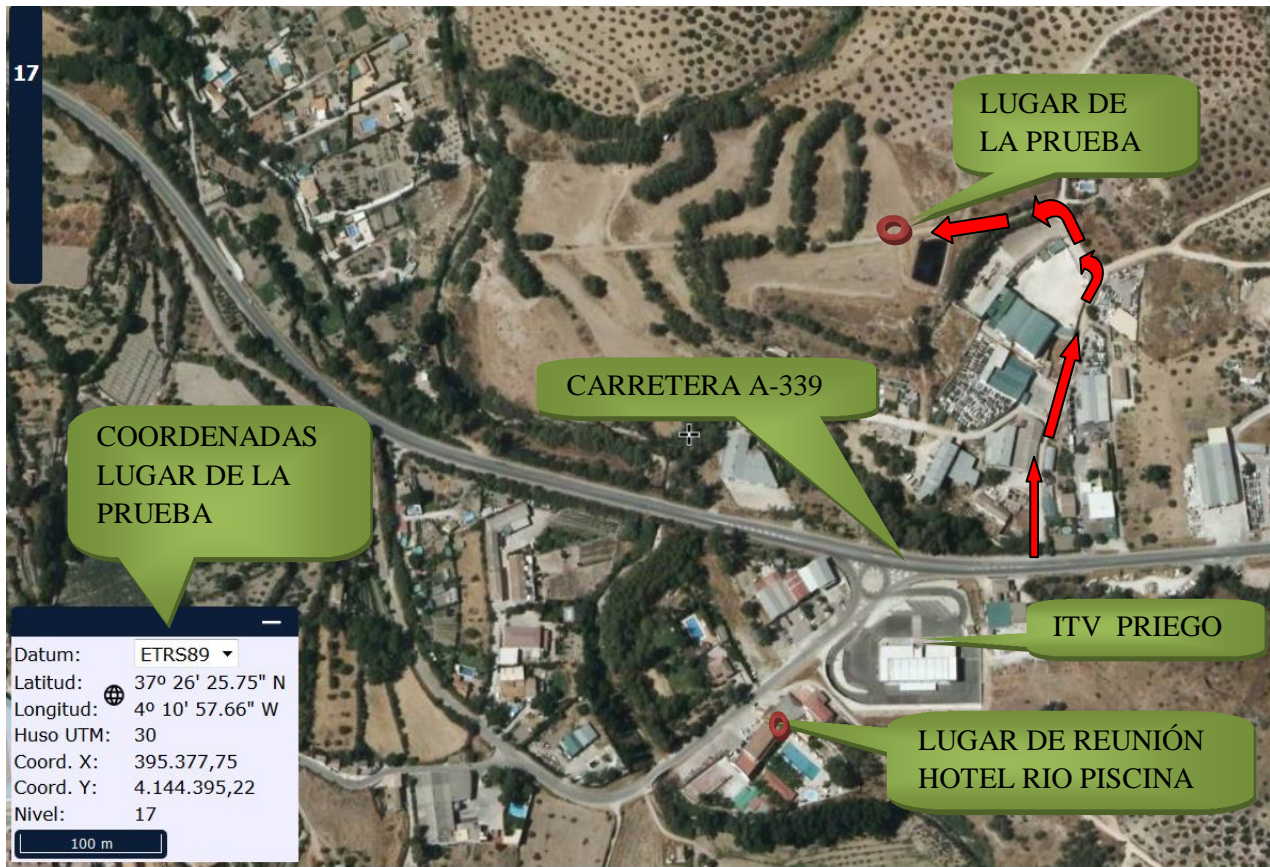 17
LUGAR DE
LA PRUEBA
CARRETERA A-339
COORDENADAS
LUGAR DE LA
PRUEBA
ITV PRIEGO
LUGAR DE REUNIÓN
HOTEL RIO PISCINA
Datum: ETRS89
Latitud: 37º 26' 25.75" N
Longitud: 4º 10' 57.66" W
Huso UTM: 30
Coord. X: 395.377,75
Coord. Y: 4.144.395,22
Nivel: 17
100 m